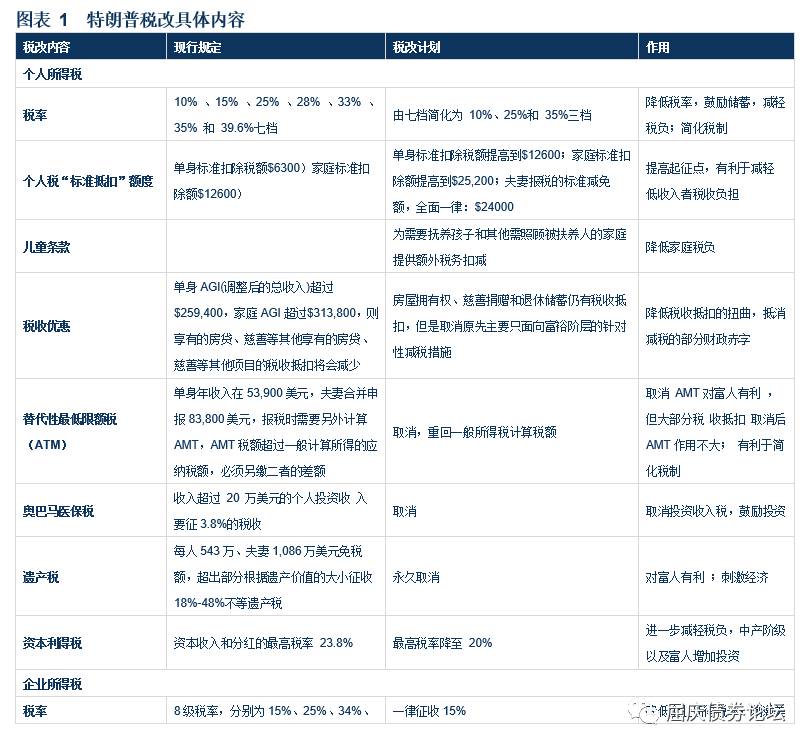 图表 1 特朗普税改具体内容
税改内容 现行规定 税改计划 作用
个人所得税
税率
10% 、15% 、25% 、28% 、33% 、
35% 和 39.6%七档
由七档简化为 10%、25%和 35%三档
降低税率，鼓励储蓄，减轻
税负；简化税制
个人税“标准抵扣”额度
单身标准扣除税额$6300）家庭标准扣
除额$12600）
单身标准扣除税额提高到$12600；家庭标准扣
除额提高到$25,200；夫妻报税的标准减免
额，全面一律：$24000
提高起征点，有利于减轻
低收入者税收负担
儿童条款
为需要抚养孩子和其他需照顾被扶养人的家庭
提供额外税务扣减
降低家庭税负
税收优惠
单身 AGI(调整后的总收入)超过
$259,400，家庭 AGI 超过$313,800，则
享有的房贷、慈善等其他享有的房贷、
慈善等其他项目的税收抵扣将会减少
房屋拥有权、慈善捐赠和退休储蓄仍有税收抵
扣，但是取消原先主要只面向富裕阶层的针对
性减税措施
降低税收抵扣的扭曲，抵消
减税的部分财政赤字
替代性最低限额税
（ATM）
单身年收入在 53,900 美元，夫妻合并申
报 83,800 美元，报税时需要另外计算
AMT，AMT 税额超过一般计算所得的应
纳税额，必须另缴二者的差额
取消，重回一般所得税计算税额
取消 AMT 对富人有利 ，
但大部分税 收抵扣 取消后
AMT 作用不大； 有利于简
化税制
奥巴马医保税
收入超过 20 万美元的个人投资收 入
要征 3.8%的税收
取消
取消投资收入税，鼓励投资
遗产税
每人 543 万、夫妻 1,086 万美元免税
额，超出部分根据遗产价值的大小征收
18%-48%不等遗产税
永久取消
对富人有利 ；刺激经济
资本利得税
资本收入和分红的最高税率 23.8%
最高税率降至 20%
进一步减轻税负，中产阶级
以及富人增加投资
企业所得税
税率
8 级税率，分别为 15%、25%、34%、
一律征收 15%
屈庆债券论坛